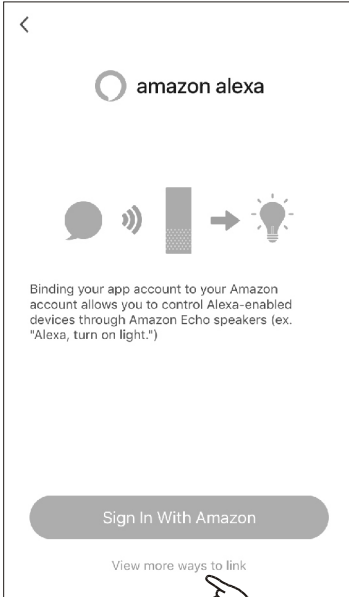 amazon alexa
Binding your app account to your Amazon
account allows you to control Alexa-enabled
devices through Amazon Echo speakers (ex.
"Alexa, turn on light.")
Sign In With Amazon
View more ways to link